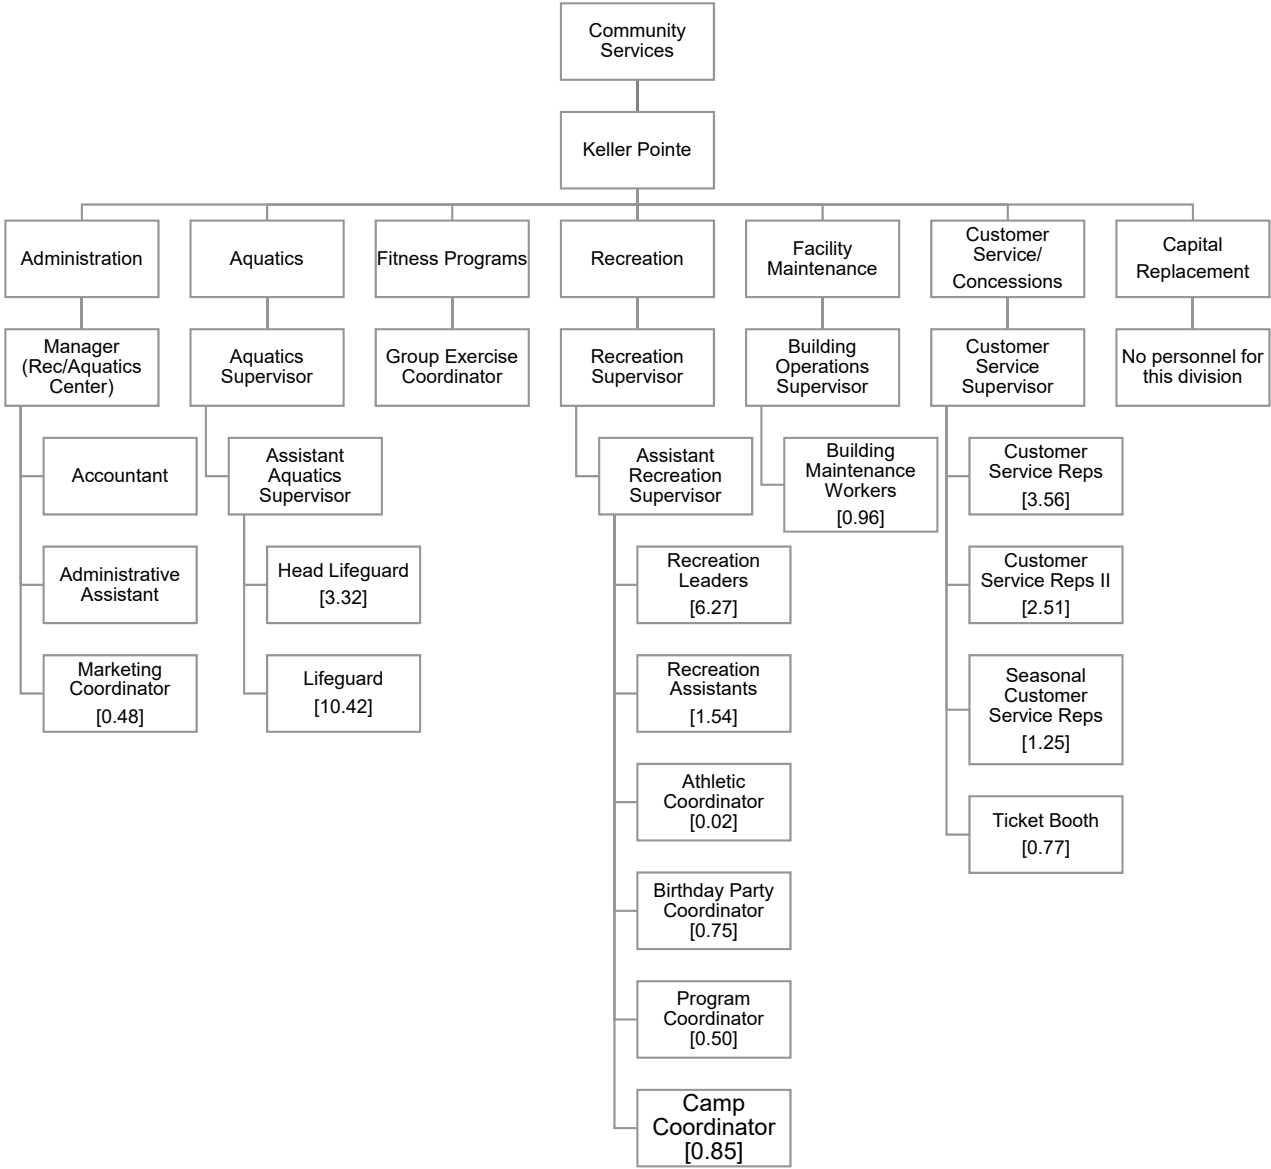 Community
Services
Keller Pointe
Administration
Aquatics
Fitness Programs
Recreation
Facility
Maintenance
Customer
Service/
Concessions
Capital
Replacement
Manager
(Rec/Aquatics
Center)
Aquatics
Supervisor
Group Exercise
Coordinator
Recreation
Supervisor
Building
Operations
Supervisor
Customer
Service
Supervisor
No personnel for
this division
Accountant
Administrative
Assistant
Marketing
Coordinator
[0.48]
Assistant
Aquatics
Supervisor
Head Lifeguard
[3.32]
Lifeguard
[10.42]
Assistant
Recreation
Supervisor
Recreation
Leaders
[6.27]
Recreation
Assistants
[1.54]
Athletic
Coordinator
[0.02]
Birthday Party
Coordinator
[0.75]
Program
Coordinator
[0.50]
Camp
Coordinator
[0.85]
Building
Maintenance
Workers
[0.96]
Customer
Service Reps
[3.56]
Customer
Service Reps II
[2.51]
Seasonal
Customer
Service Reps
[1.25]
Ticket Booth
[0.77]